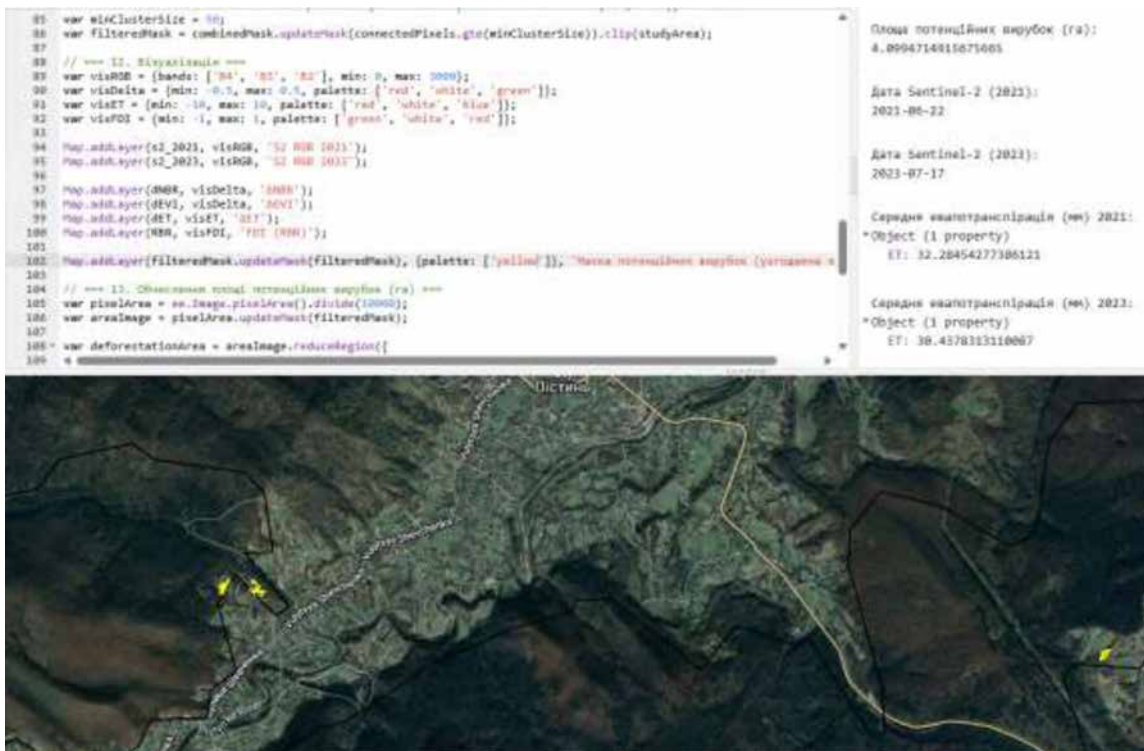 85 var minClusterSize = 50;
86 var filteredMask = combinedMask.updateMask(connectedPixels.gte(minClusterSize)).clip(studyArea);
87
88 // === 12. Візуалізація ===
89 var visRGB = {bands: ['B4', 'B3', 'B2'], min: 0, max: 3000};
90 var visDelta = {min: -0.5, max: 0.5, palette: ['red', 'white', 'green']};
91 var visET = {min: -10, max: 10, palette: ['red', 'white', 'blue']};
92 var visFDI = {min: -1, max: 1, palette: ['green', 'white', 'red']};
93
94 Map.addLayer(s2_2021, visRGB, 'S2 RGB 2021');
95 Map.addLayer(s2_2023, visRGB, 'S2 RGB 2023');
96
97 Map.addLayer(dNBR, visDelta, 'dNBR');
98 Map.addLayer(dEVI, visDelta, 'dEVI');
99 Map.addLayer(dET, visET, 'dET');
100 Map.addLayer(RBR, visFDI, 'FDI (RBR)');
101
102 Map.addLayer(filteredMask.updateMask(filteredMask), {palette: ['yellow']}, 'Маска потенційних вирубок (узгоджена
103
104 // === 13. Обчислення площі потенційних вирубок (га) ===
105 var pixelArea = ee.Image.pixelArea().divide(10000);
106 var areaImage = pixelArea.updateMask(filteredMask);
107
108 var deforestationArea = areaImage.reduceRegion({
109
Площа потенційних вирубок (га):
4.0994714915675665
Дата Sentinel-2 (2021):
2021-06-22
Дата Sentinel-2 (2023):
2023-07-17
Середня евапотранспірація (мм) 2021:
Object (1 property)
ET: 32.28454277386121
Середня евапотранспірація (мм) 2023:
Object (1 property)
ET: 30.4378313110087
Пістинь